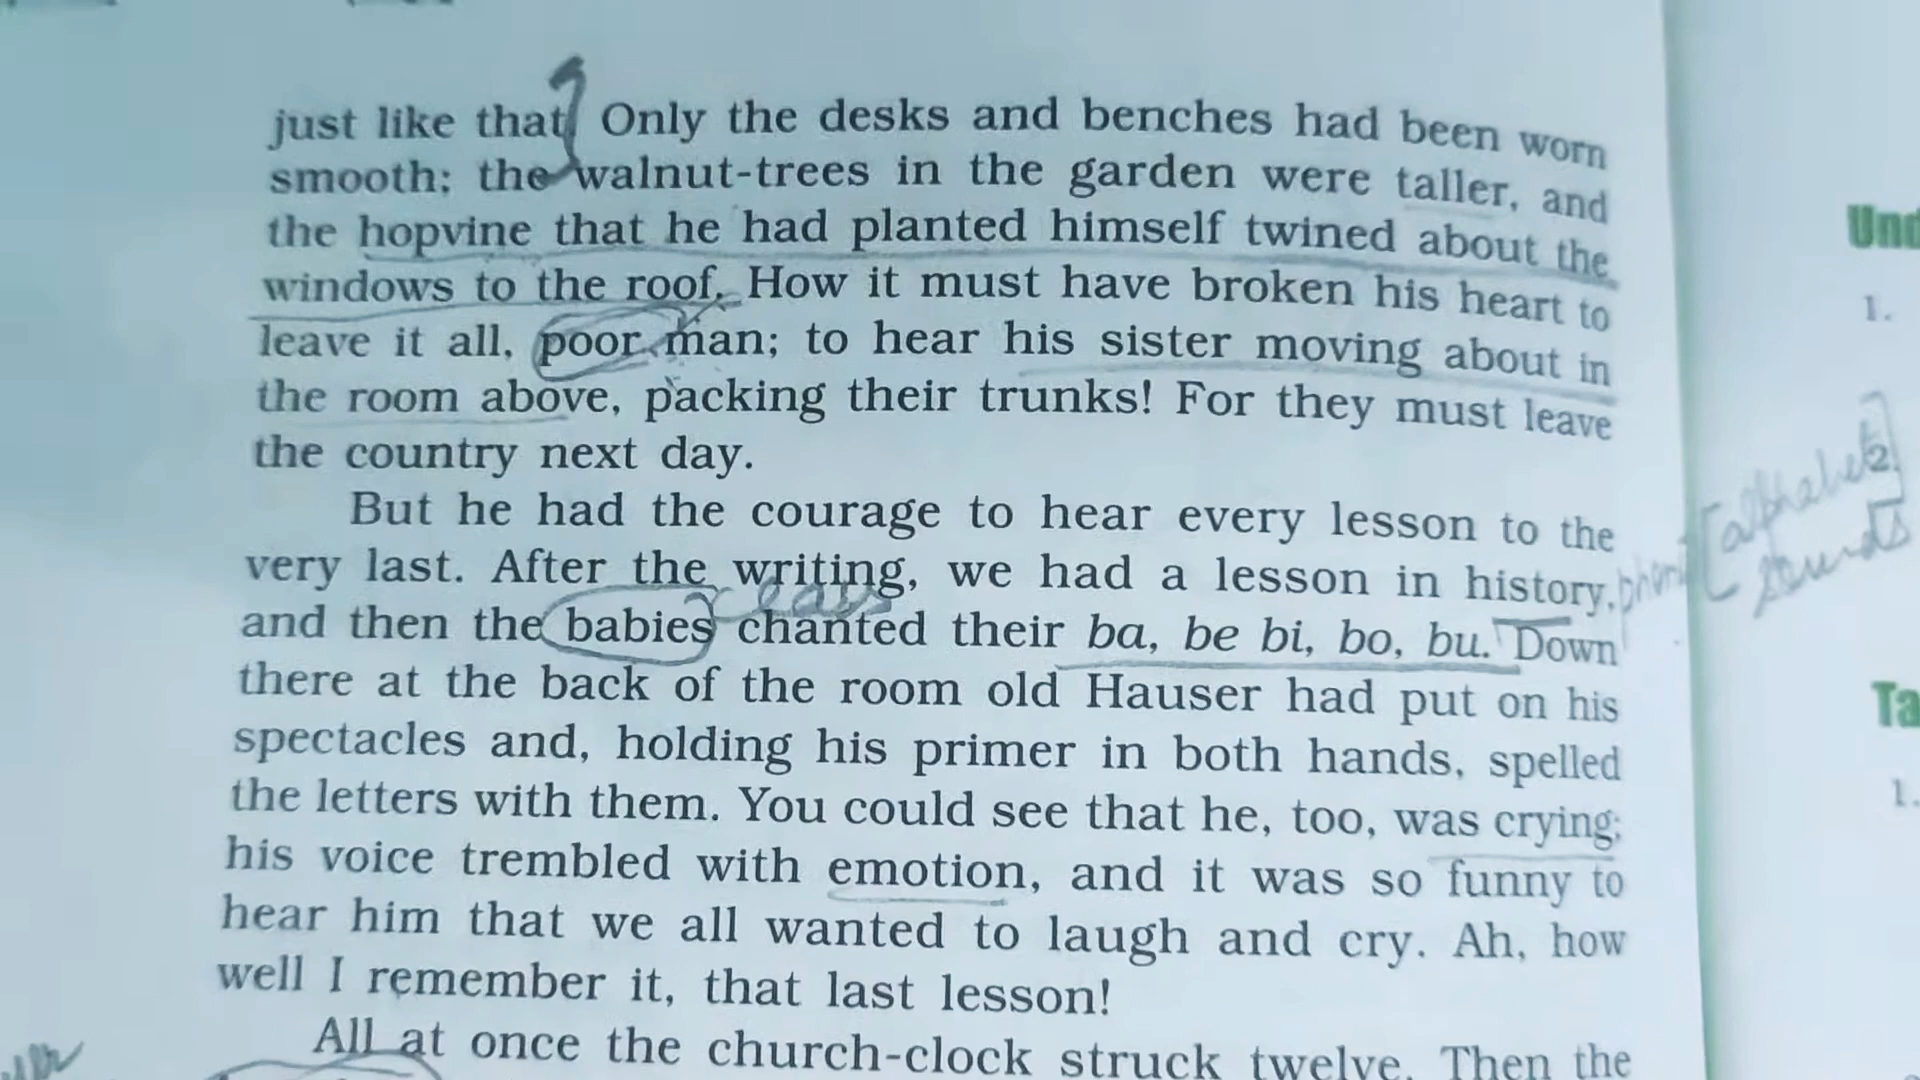 just like that. Only the desks and benches had been worn
smooth; the walnut-trees in the garden were taller, and
the hopvine that he had planted himself twined about the
windows to the roof. How it must have broken his heart to
leave it all, poor man; to hear his sister moving about in
the room above, packing their trunks! For they must leave
the country next day.
But he had the courage to hear every lesson to the
very last. After the writing, we had a lesson in history,
and then the babies chanted their ba, be bi, bo, bu. Down
there at the back of the room old Hauser had put on his
spectacles and, holding his primer in both hands, spelled
the letters with them. You could see that he, too, was crying;
his voice trembled with emotion, and it was so funny to
hear him that we all wanted to laugh and cry. Ah, how
well I remember it, that last lesson!
All at once the church-clock struck twelve. Then the
[alphabet]
sounds
Und
1.
2
Ta
1.